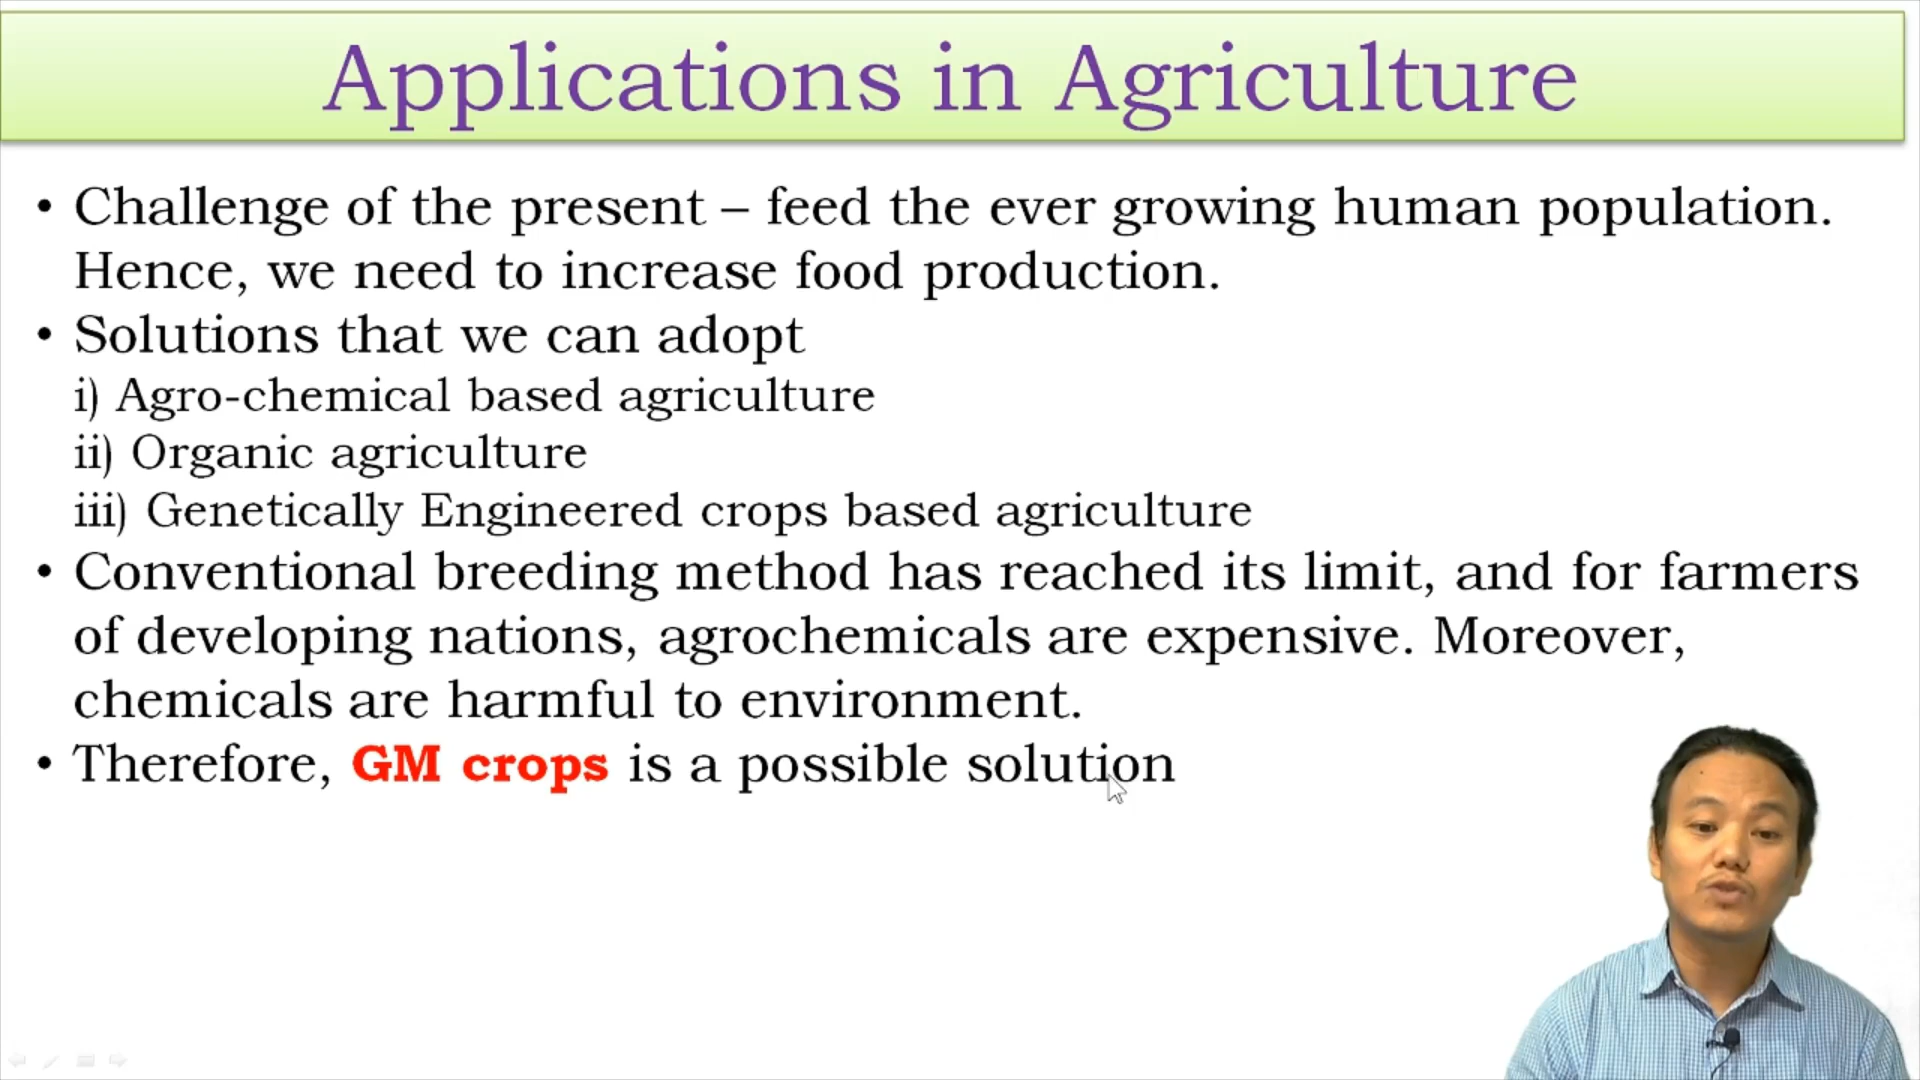 Applications in Agriculture
• Challenge of the present – feed the ever growing human population.
Hence, we need to increase food production.
• Solutions that we can adopt
i) Agro-chemical based agriculture
ii) Organic agriculture
iii) Genetically Engineered crops based agriculture
• Conventional breeding method has reached its limit, and for farmers
of developing nations, agrochemicals are expensive. Moreover,
chemicals are harmful to environment.
• Therefore, GM crops is a possible solution